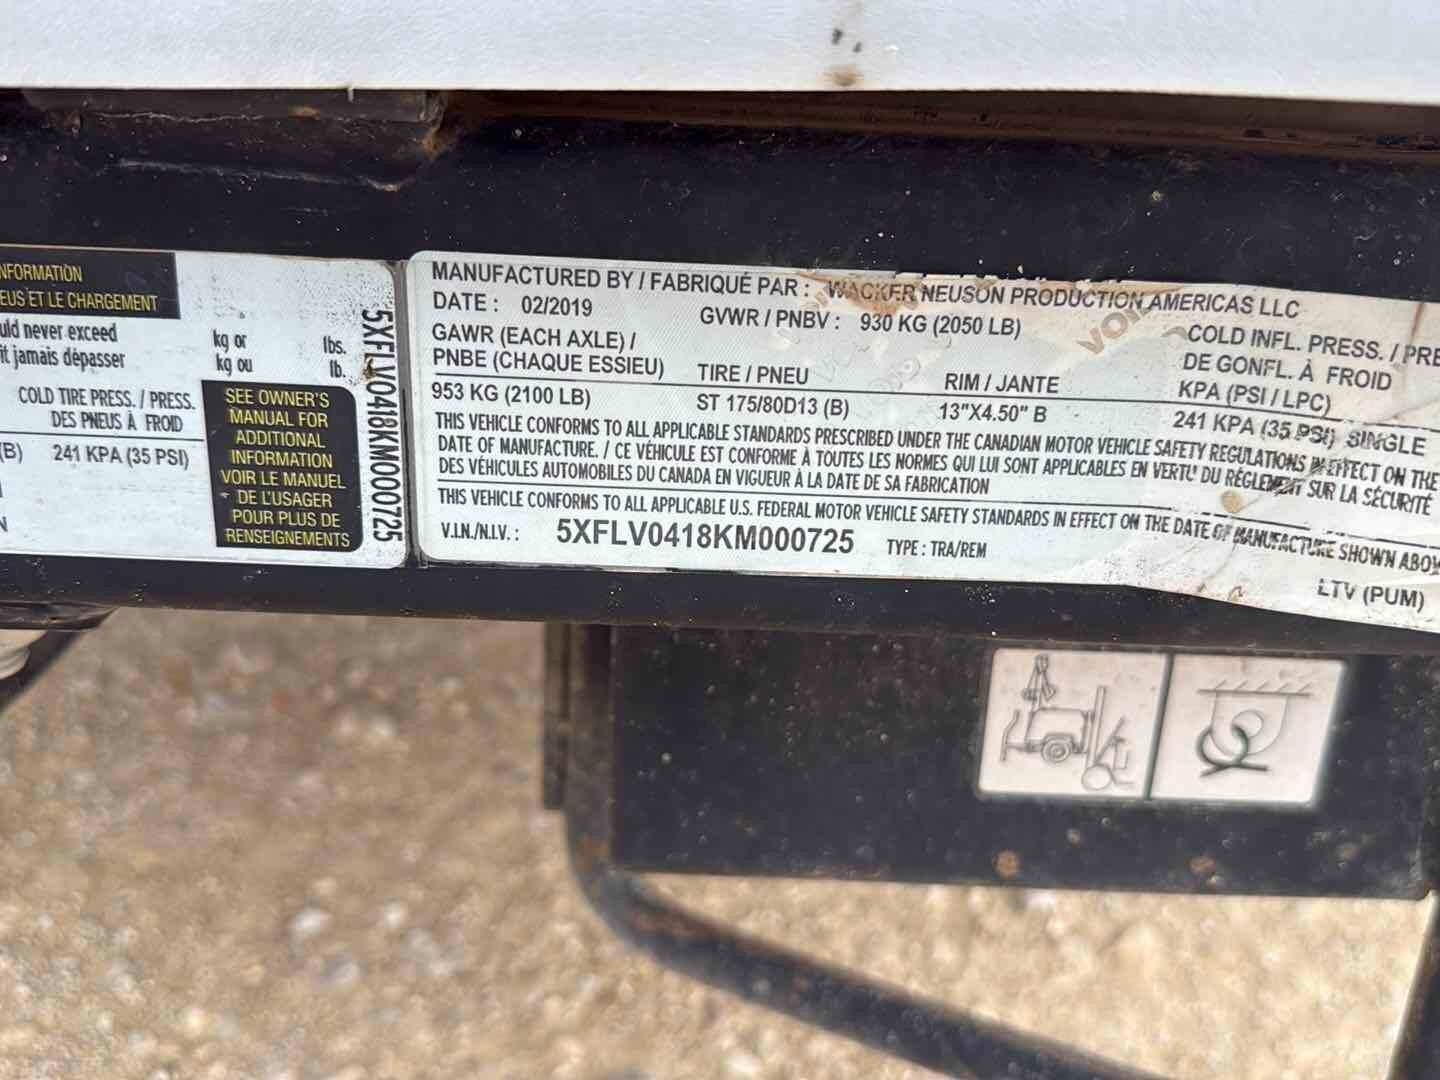 NFORMATION
EUS ET LE CHARGEMENT
uld never exceed
it jamais dépasser
kg or lbs.
kg ou lb.
COLD TIRE PRESS. / PRESS.
DES PNEUS À FROID
(B) 241 KPA (35 PSI)
N
SEE OWNER'S
MANUAL FOR
ADDITIONAL
INFORMATION
VOIR LE MANUEL
DE L'USAGER
POUR PLUS DE
RENSEIGNEMENTS
5XFLV0418KM000725
MANUFACTURED BY / FABRIQUÉ PAR : WACKER NEUSON PRODUCTION AMERICAS LLC
DATE : 02/2019 GVWR / PNBV : 930 KG (2050 LB)
GAWR (EACH AXLE) /
PNBE (CHAQUE ESSIEU) TIRE / PNEU RIM / JANTE
COLD INFL. PRESS. / PRE
DE GONFL. À FROID
KPA (PSI / LPC)
953 KG (2100 LB) ST 175/80D13 (B) 13"X4.50" B 241 KPA (35 PSI) SINGLE
THIS VEHICLE CONFORMS TO ALL APPLICABLE STANDARDS PRESCRIBED UNDER THE CANADIAN MOTOR VEHICLE SAFETY REGULATIONS IN EFFECT ON THE
DATE OF MANUFACTURE. / CE VÉHICULE EST CONFORME À TOUTES LES NORMES QUI LUI SONT APPLICABLES EN VERTU DU RÉGLEMENT SUR LA SÉCURITÉ
DES VÉHICULES AUTOMOBILES DU CANADA EN VIGUEUR À LA DATE DE SA FABRICATION
THIS VEHICLE CONFORMS TO ALL APPLICABLE U.S. FEDERAL MOTOR VEHICLE SAFETY STANDARDS IN EFFECT ON THE DATE OF MANUFACTURE SHOWN ABOV
V.I.N./N.I.V. : 5XFLV0418KM000725 TYPE : TRA/REM LTV (PUM)